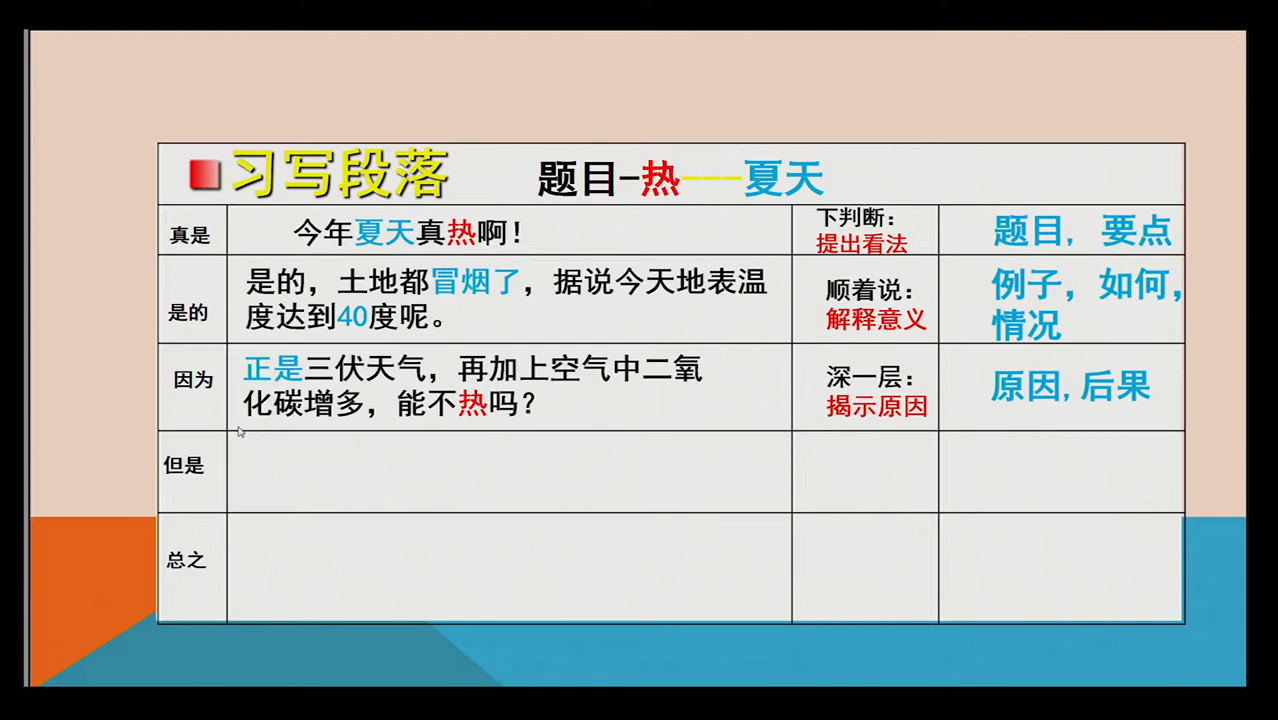 习写段落 题目-热---夏天
真是 今年夏天真热啊！ 下判断：
提出看法 题目，要点
是的 是的，土地都冒烟了，据说今天地表温
度达到40度呢。 顺着说：
解释意义 例子，如何，
情况
因为 正是三伏天气，再加上空气中二氧
化碳增多，能不热吗？ 深一层：
揭示原因 原因，后果
但是
总之